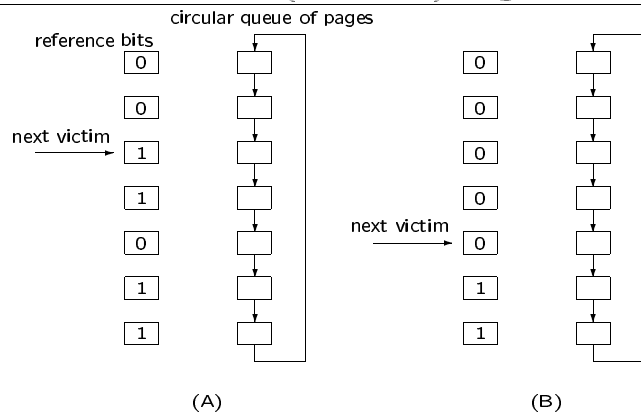 circular queue of pages
reference bits
0 0
0 0
next victim 1 0
1 0
next victim
0 0
1 1
1 1
(A) (B)